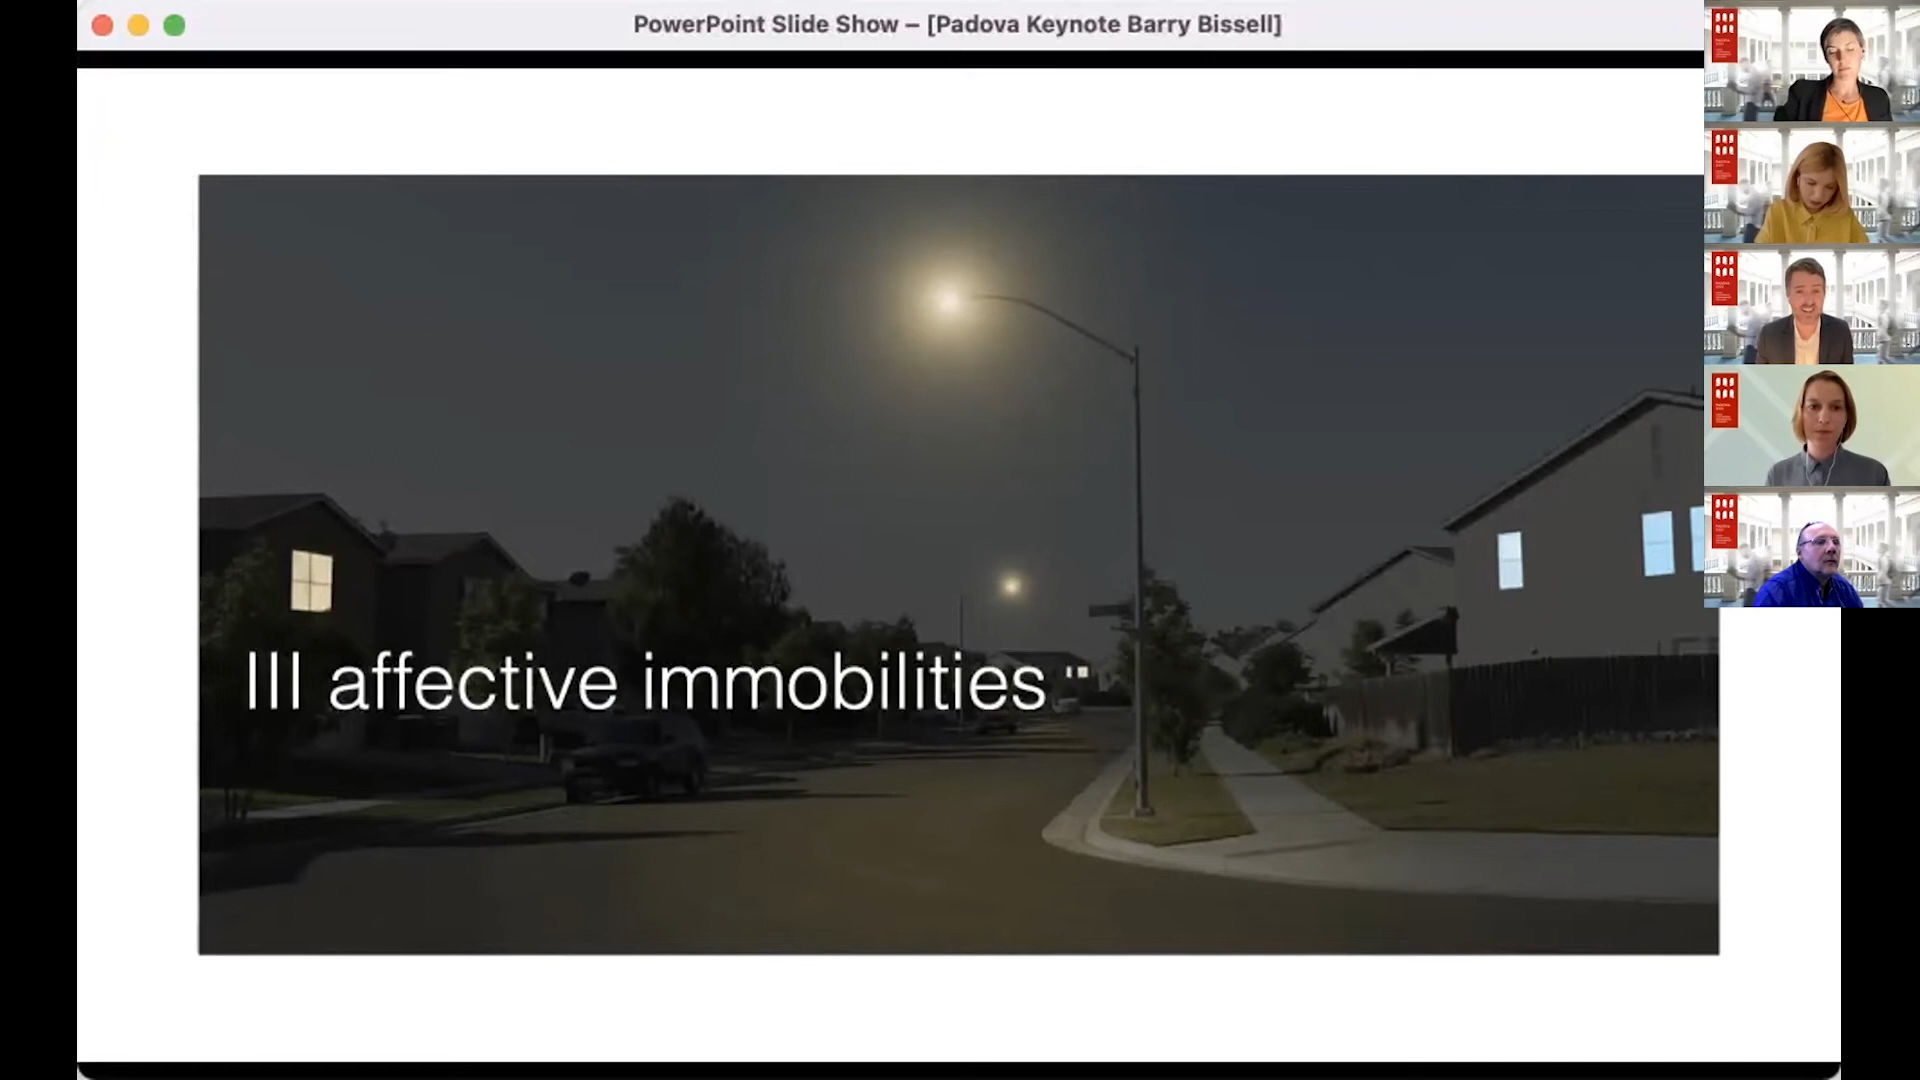 PowerPoint Slide Show – [Padova Keynote Barry Bissell]
III affective immobilities